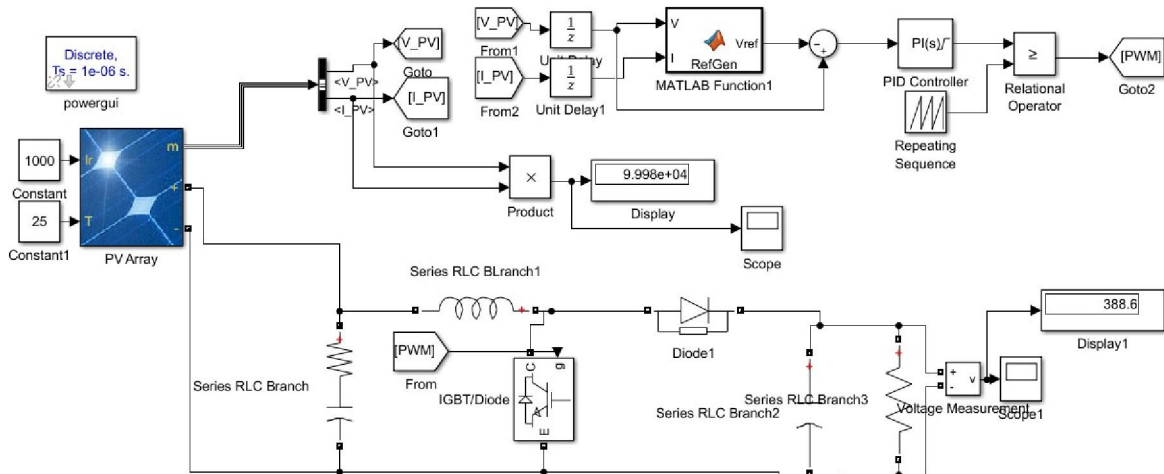 Discrete,
Ts = 1e-06 s.
powergui
1000
Constant
25
Constant1
Ir
T
m
+
-
PV Array
<V_PV>
<I_PV>
[V_PV]
Goto
[I_PV]
Goto1
[V_PV]
From1
1
z
Unit Delay
[I_PV]
From2
1
z
Unit Delay1
V
I
RefGen
Vref
MATLAB Function1
-
+
PI(s)
PID Controller
≥
Relational
Operator
[PWM]
Goto2
Repeating
Sequence
×
Product
9.998e+04
Display
Scope
Series RLC BLranch1
[PWM]
From
Series RLC Branch
g
C
E
IGBT/Diode
Diode1
Series RLC Branch2
Series RLC Branch3
+
-
v
Voltage Measurement
388.6
Display1
Scope1